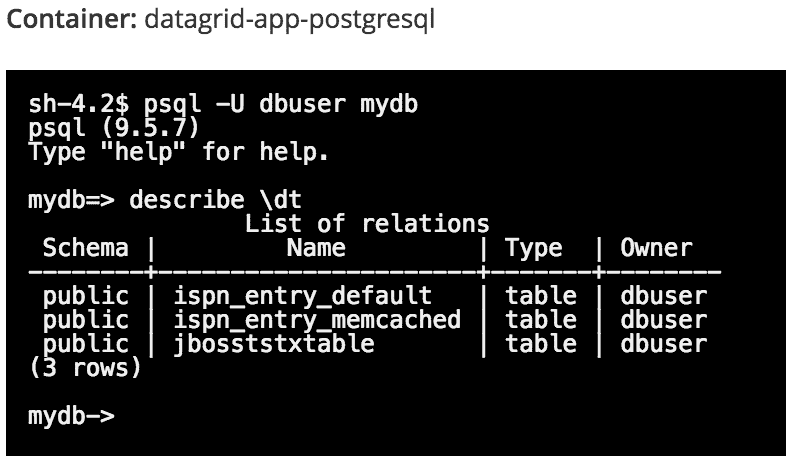 Container: datagrid-app-postgresql
sh-4.2$ psql -U dbuser mydb
psql (9.5.7)
Type "help" for help.
mydb=> describe \dt
List of relations
Schema | Name | Type | Owner
--------+----------------------+-------+--------
public | ispn_entry_default | table | dbuser
public | ispn_entry_memcached | table | dbuser
public | jbosststxtable | table | dbuser
(3 rows)
mydb->